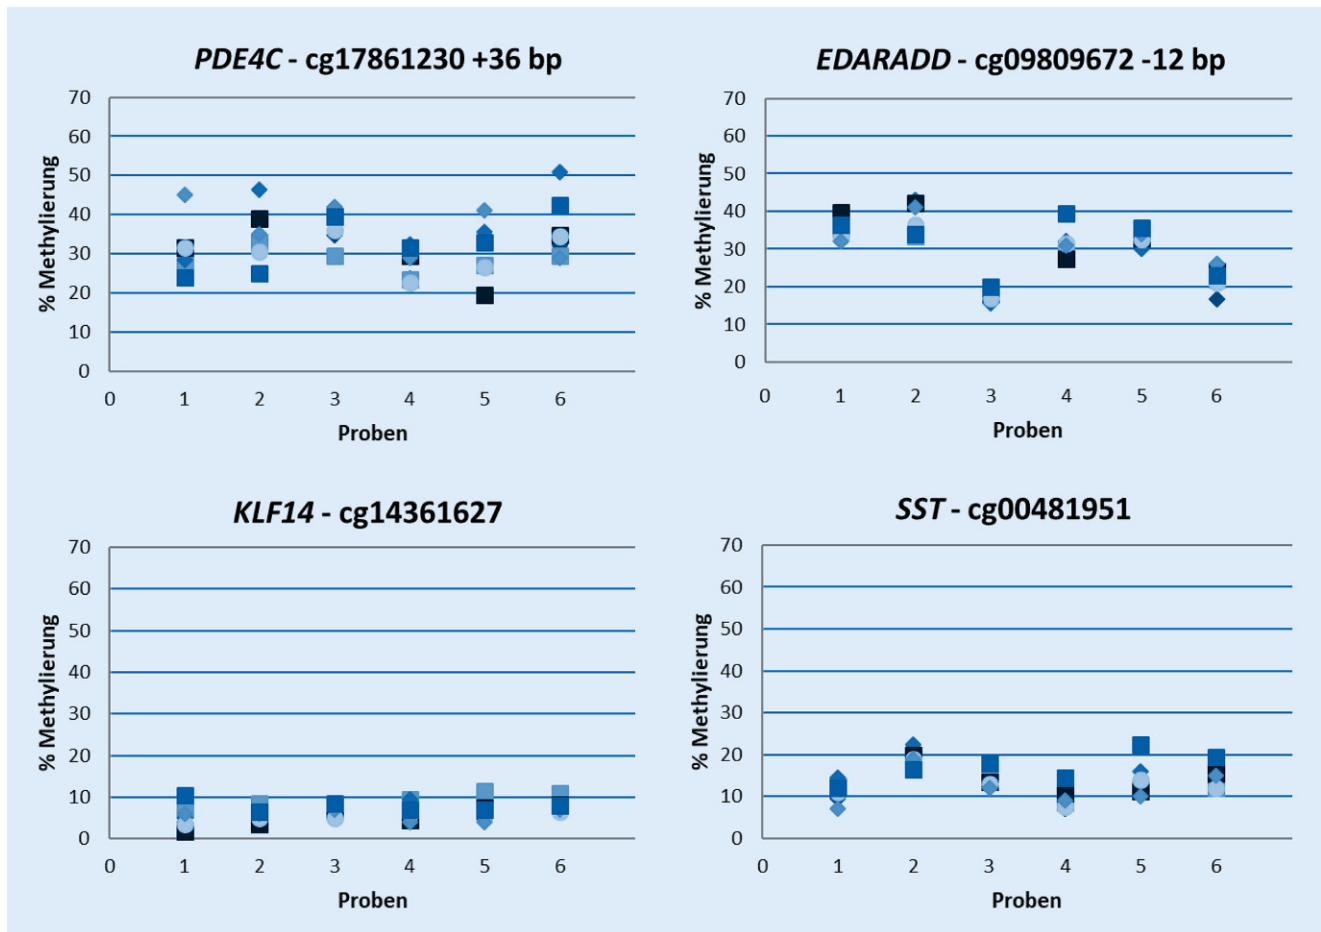 PDE4C - cg17861230 +36 bp
% Methylierung
70
60
50
40
30
20
10
0
0 1 2 3 4 5 6
Proben
EDARADD - cg09809672 -12 bp
% Methylierung
70
60
50
40
30
20
10
0
0 1 2 3 4 5 6
Proben
KLF14 - cg14361627
% Methylierung
70
60
50
40
30
20
10
0
0 1 2 3 4 5 6
Proben
SST - cg00481951
% Methylierung
70
60
50
40
30
20
10
0
0 1 2 3 4 5 6
Proben